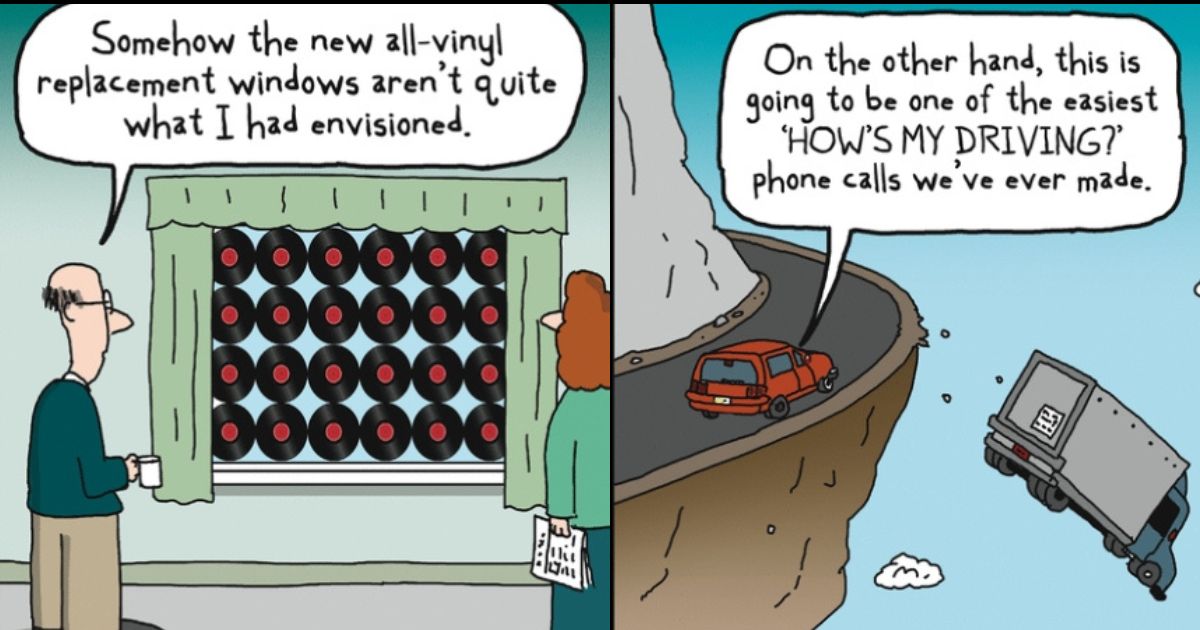 Somehow the new all-vinyl
replacement windows aren't quite
what I had envisioned.
On the other hand, this is
going to be one of the easiest
'HOW'S MY DRIVING?'
phone calls we've ever made.